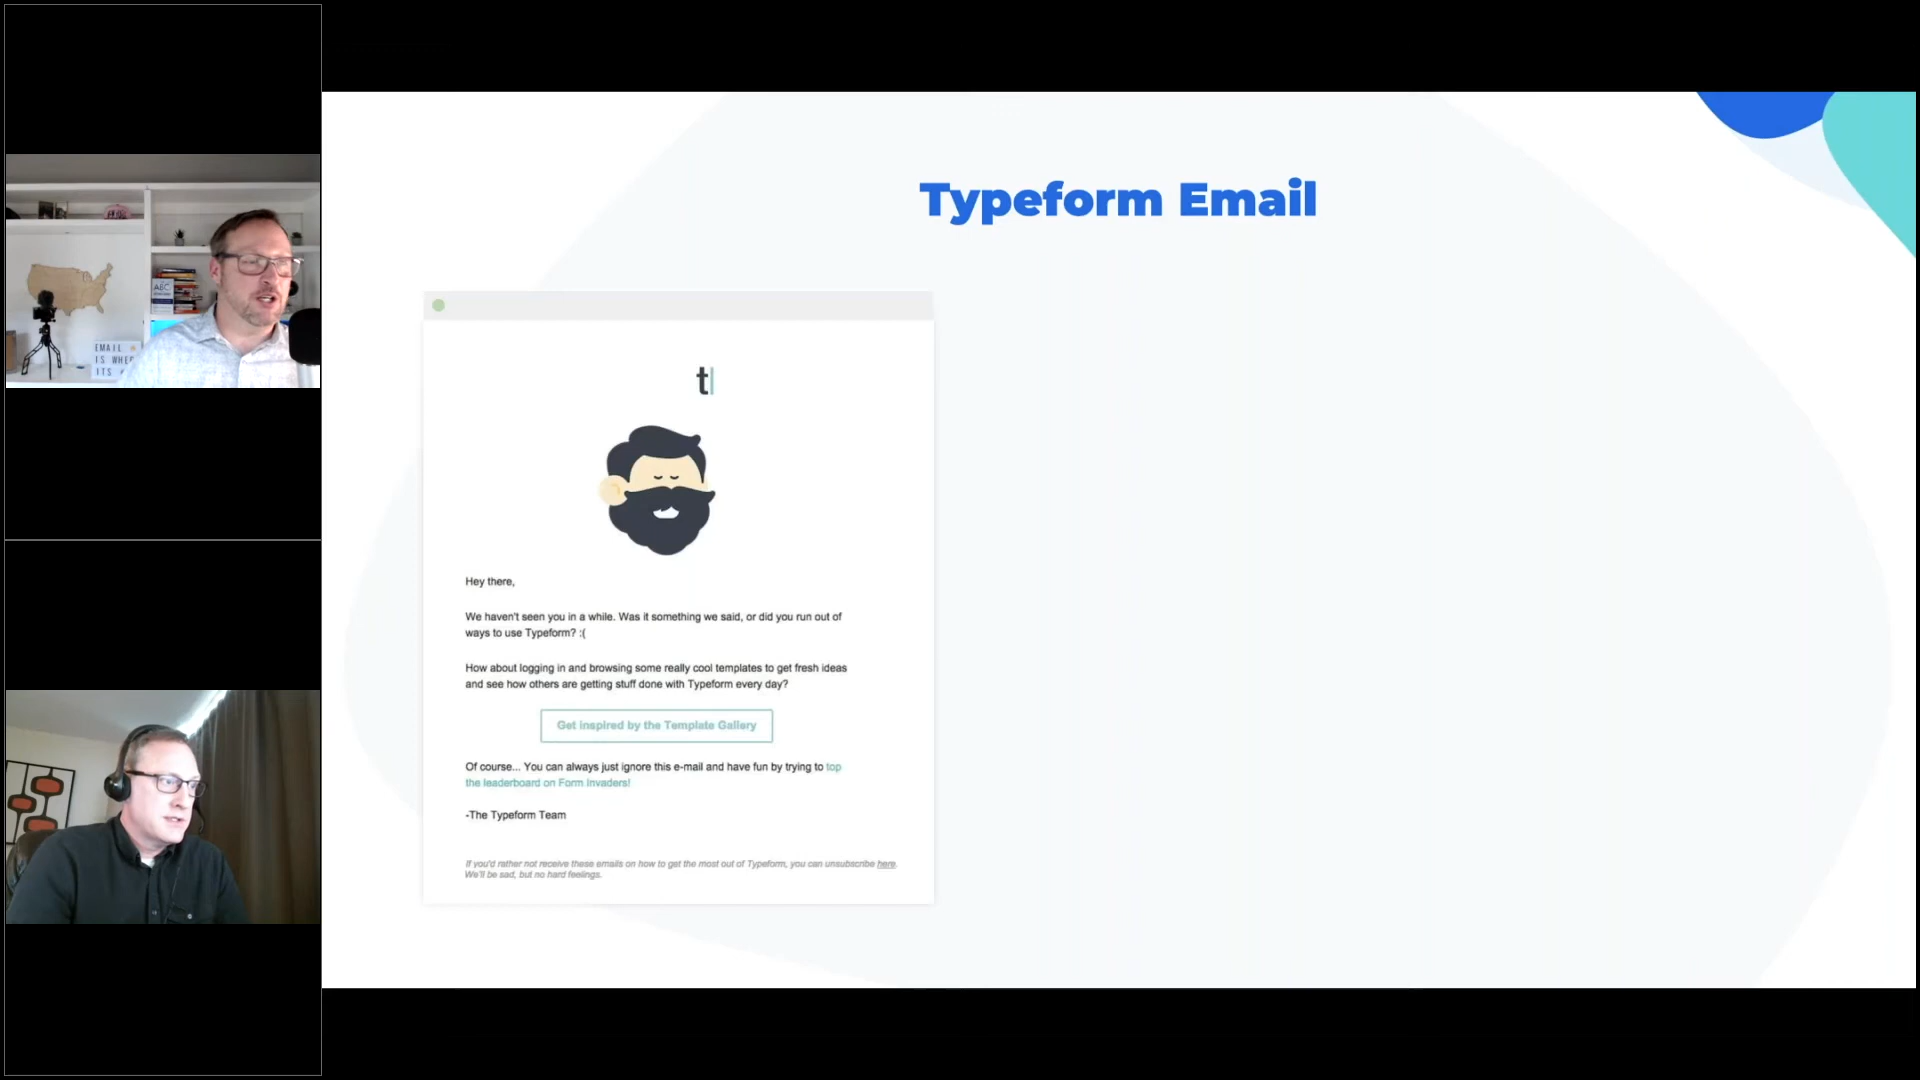 Typeform Email
t|
Hey there,
We haven't seen you in a while. Was it something we said, or did you run out of
ways to use Typeform? :(
How about logging in and browsing some really cool templates to get fresh ideas
and see how others are getting stuff done with Typeform every day?
Get inspired by the Template Gallery
Of course... You can always just ignore this e-mail and have fun by trying to top
the leaderboard on Form Invaders!
-The Typeform Team
If you'd rather not receive these emails on how to get the most out of Typeform, you can unsubscribe here.
We'll be sad, but no hard feelings.
ABC
EMAIL
IS WHE
ITS